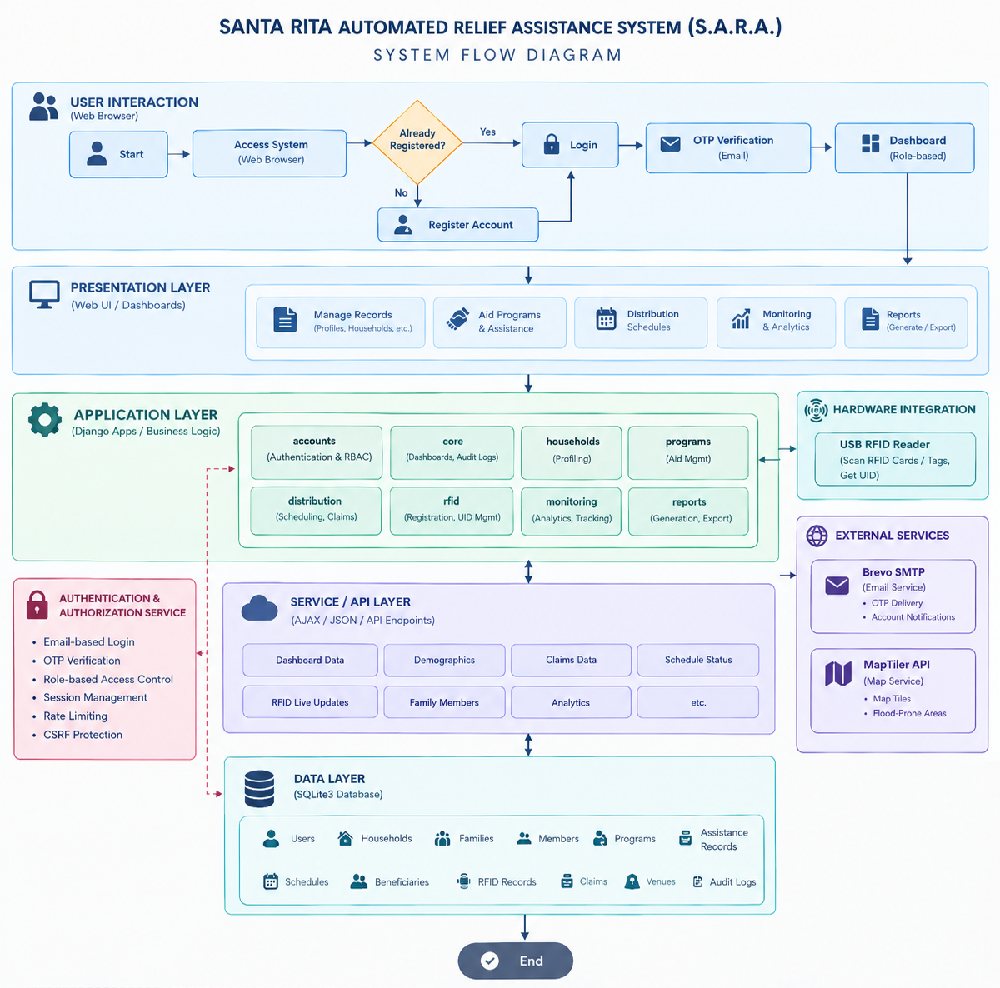 SANTA RITA AUTOMATED RELIEF ASSISTANCE SYSTEM (S.A.R.A.)
SYSTEM FLOW DIAGRAM
USER INTERACTION
(Web Browser)
Start
Access System
(Web Browser)
Already
Registered?
Yes
No
Register Account
Login
OTP Verification
(Email)
Dashboard
(Role-based)
PRESENTATION LAYER
(Web UI / Dashboards)
Manage Records
(Profiles, Households, etc.)
Aid Programs
& Assistance
Distribution
Schedules
Monitoring
& Analytics
Reports
(Generate / Export)
APPLICATION LAYER
(Django Apps / Business Logic)
accounts
(Authentication & RBAC)
core
(Dashboards, Audit Logs)
households
(Profiling)
programs
(Aid Mgmt)
distribution
(Scheduling, Claims)
rfid
(Registration, UID Mgmt)
monitoring
(Analytics, Tracking)
reports
(Generation, Export)
HARDWARE INTEGRATION
USB RFID Reader
(Scan RFID Cards / Tags,
Get UID)
EXTERNAL SERVICES
Brevo SMTP
(Email Service)
• OTP Delivery
• Account Notifications
MapTiler API
(Map Service)
• Map Tiles
• Flood-Prone Areas
AUTHENTICATION &
AUTHORIZATION SERVICE
• Email-based Login
• OTP Verification
• Role-based Access Control
• Session Management
• Rate Limiting
• CSRF Protection
SERVICE / API LAYER
(AJAX / JSON / API Endpoints)
Dashboard Data
Demographics
Claims Data
Schedule Status
RFID Live Updates
Family Members
Analytics
etc.
DATA LAYER
(SQLite3 Database)
Users
Households
Families
Members
Programs
Assistance
Records
Schedules
Beneficiaries
RFID Records
Claims
Venues
Audit Logs
End